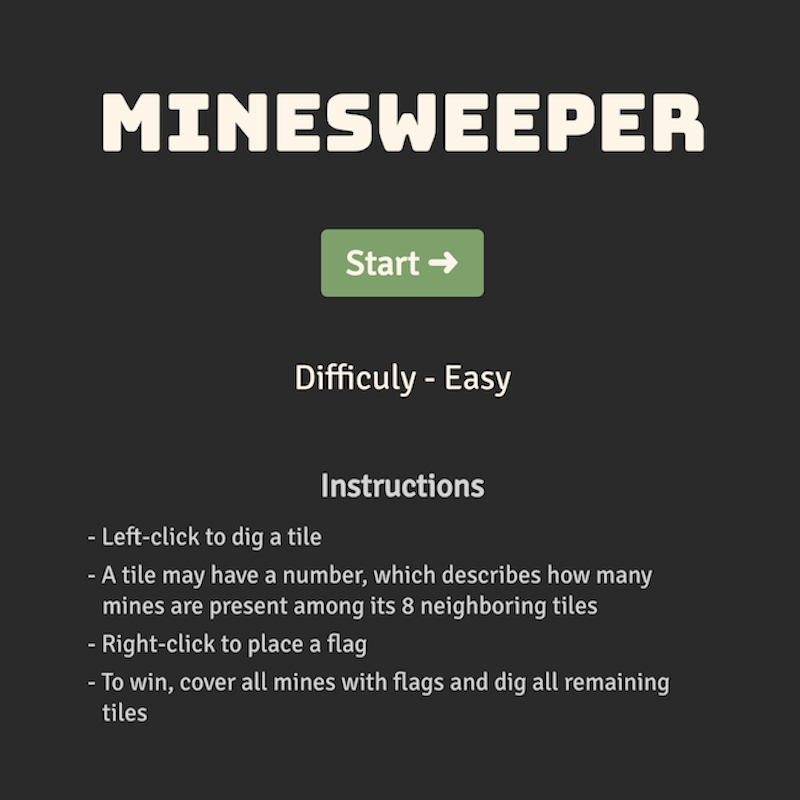 MINESWEEPER
Start ➜
Difficuly - Easy
Instructions
- Left-click to dig a tile
- A tile may have a number, which describes how many
mines are present among its 8 neighboring tiles
- Right-click to place a flag
- To win, cover all mines with flags and dig all remaining
tiles